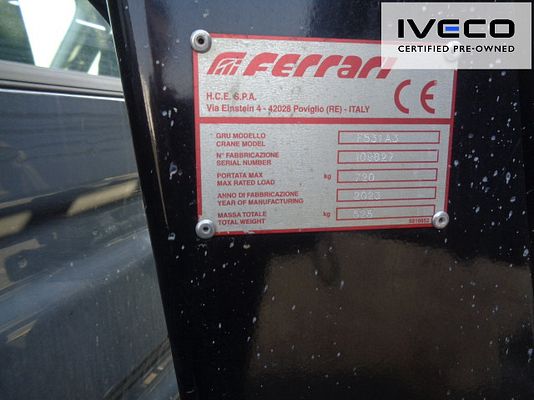 IVECO
CERTIFIED PRE-OWNED
FERRARI
H.C.E. S.P.A.
Via Einstein 4 - 42028 Poviglio (RE) - ITALY
CE
GRU MODELLO
CRANE MODEL
F531A3
N° FABBRICAZIONE
SERIAL NUMBER
PORTATA MAX
MAX RATED LOAD
kg
720
ANNO DI FABBRICAZIONE
YEAR OF MANUFACTURING
2023
MASSA TOTALE
TOTAL WEIGHT
kg
525